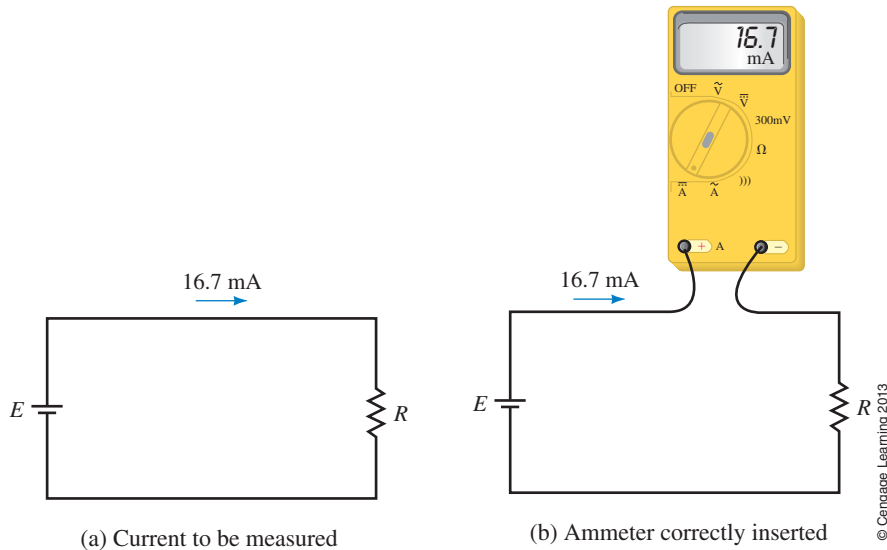 16.7
mA
OFF
~
V
V
300mV
Ω
)))
A
~
A
+ A
−
16.7 mA
16.7 mA
E
R
E
R
(a) Current to be measured
(b) Ammeter correctly inserted
© Cengage Learning 2013